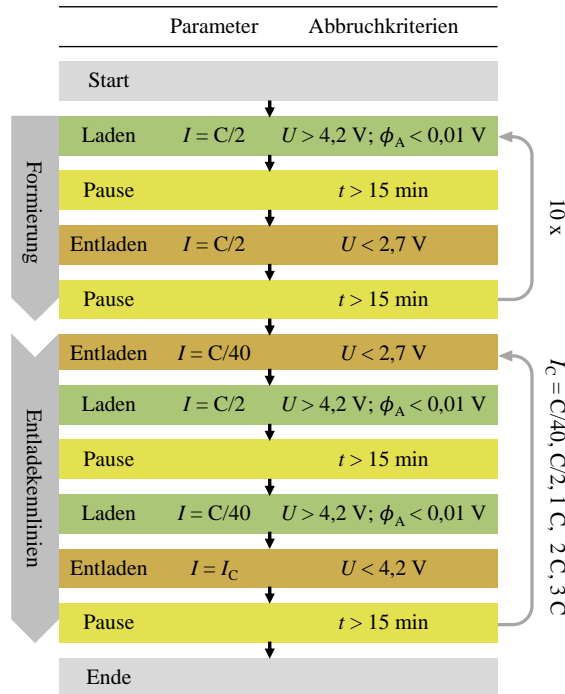 Parameter Abbruchkriterien
Start
Laden I = C/2 U > 4,2 V; ϕA < 0,01 V
Pause t > 15 min
Entladen I = C/2 U < 2,7 V
Pause t > 15 min
Formierung
10 x
Entladen I = C/40 U < 2,7 V
Laden I = C/2 U > 4,2 V; ϕA < 0,01 V
Pause t > 15 min
Laden I = C/40 U > 4,2 V; ϕA < 0,01 V
Entladen I = IC U < 4,2 V
Pause t > 15 min
Entladekennlinien
IC = C/40, C/2, 1 C, 2 C, 3 C
Ende